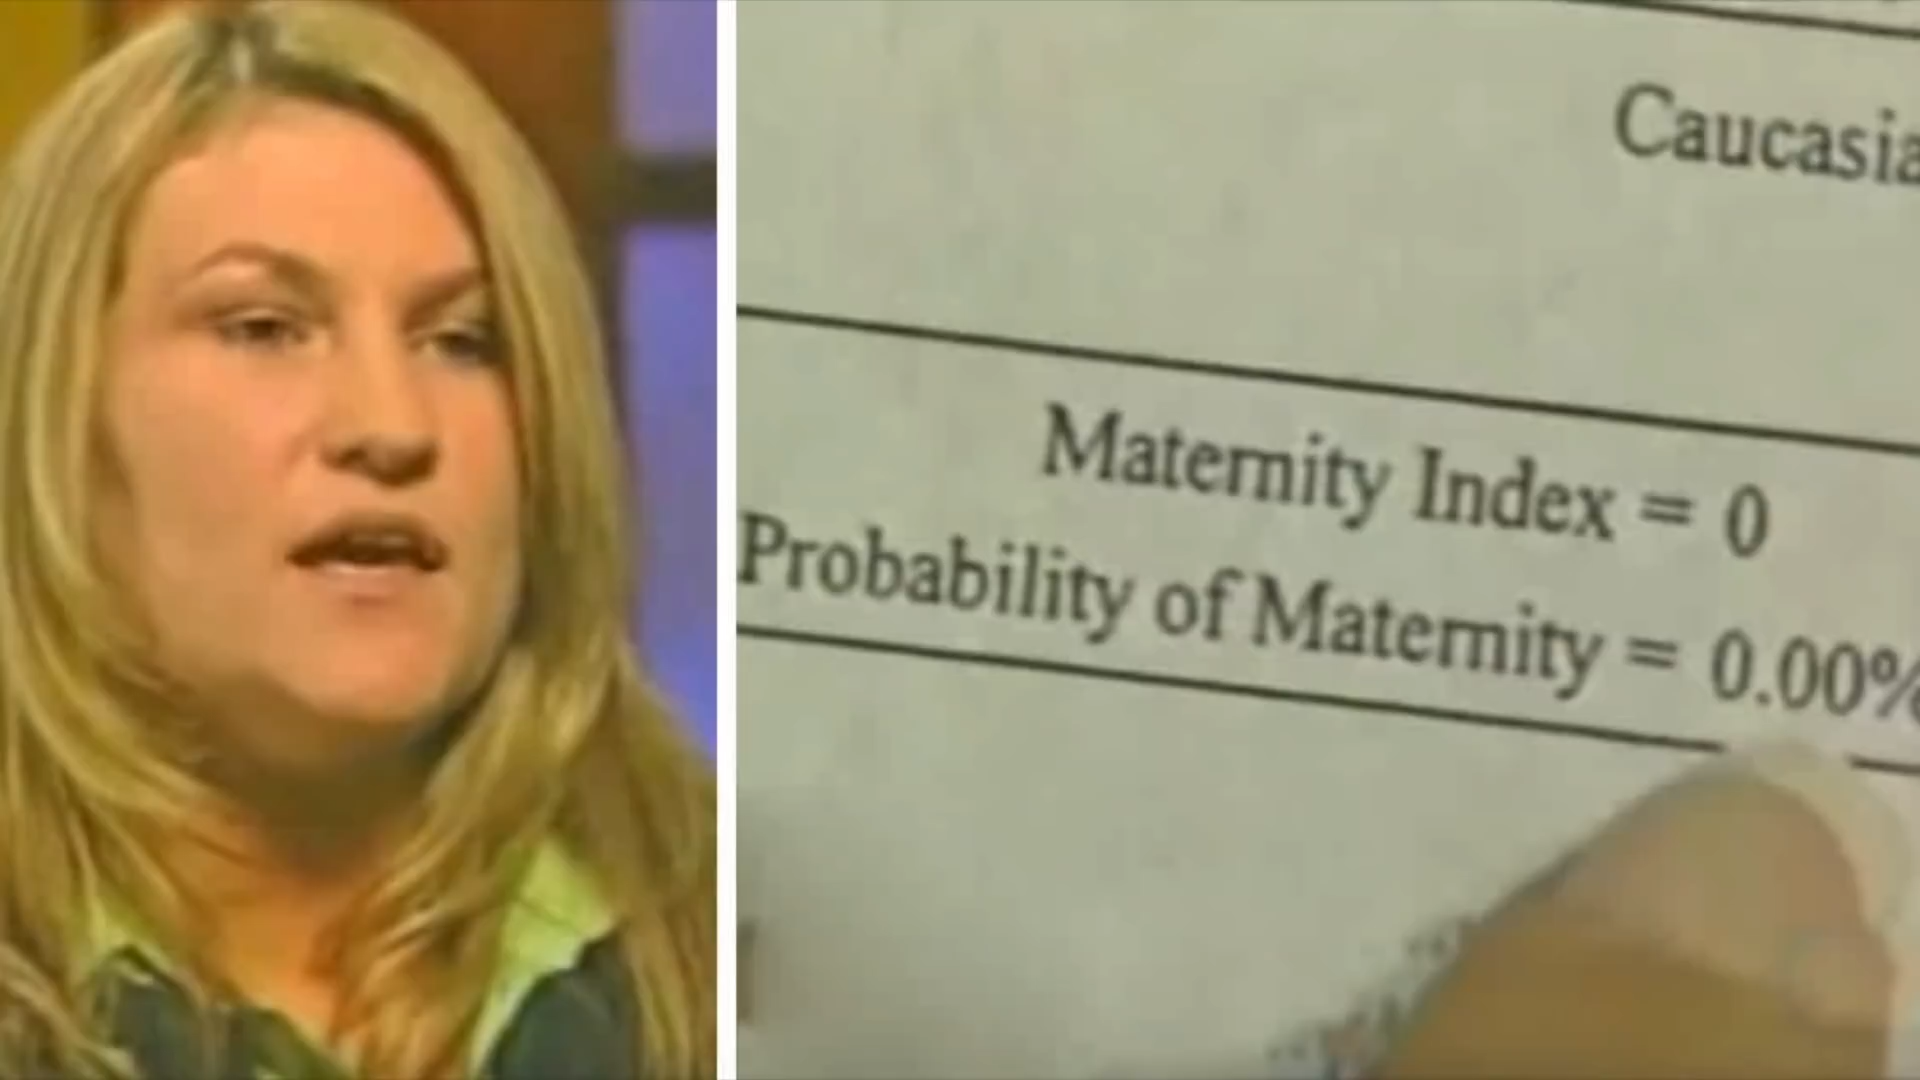 Caucasia
Maternity Index = 0
Probability of Maternity = 0.00%